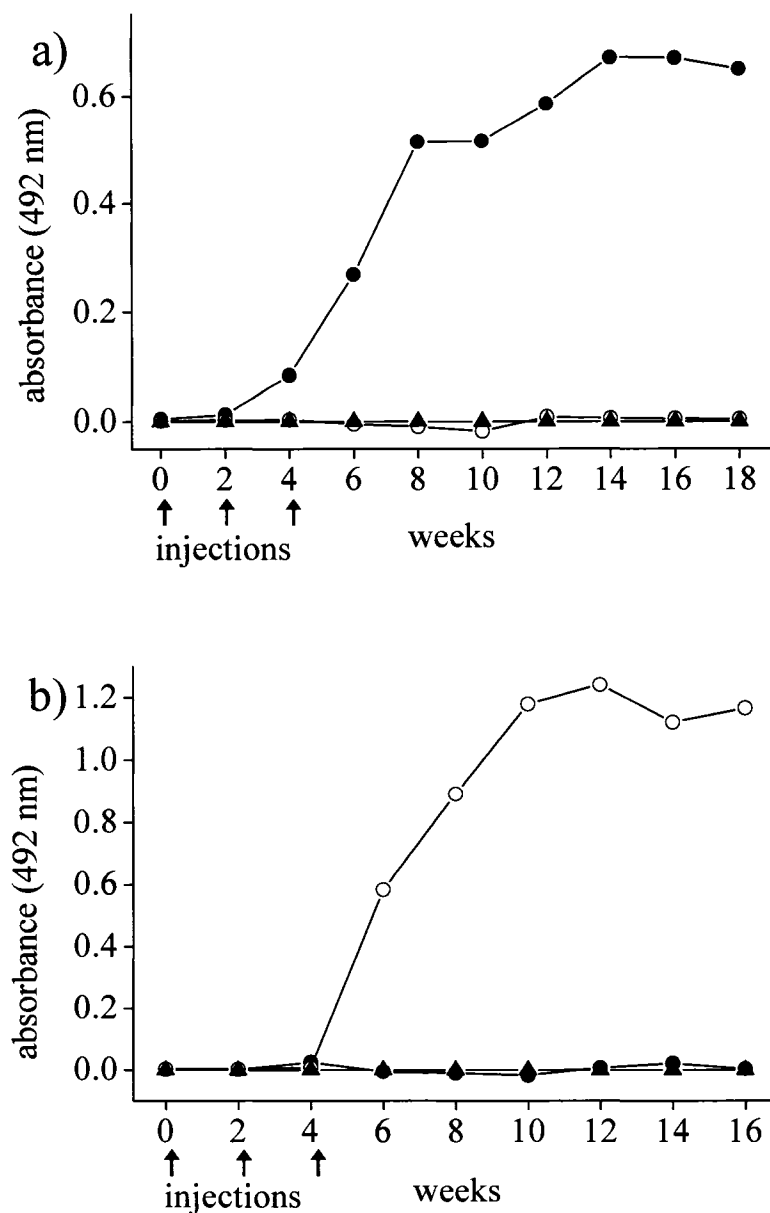 a)
absorbance (492 nm)
0.6
0.4
0.2
0.0
0 2 4 6 8 10 12 14 16 18
injections weeks
b)
absorbance (492 nm)
1.2
1.0
0.8
0.6
0.4
0.2
0.0
0 2 4 6 8 10 12 14 16
injections weeks